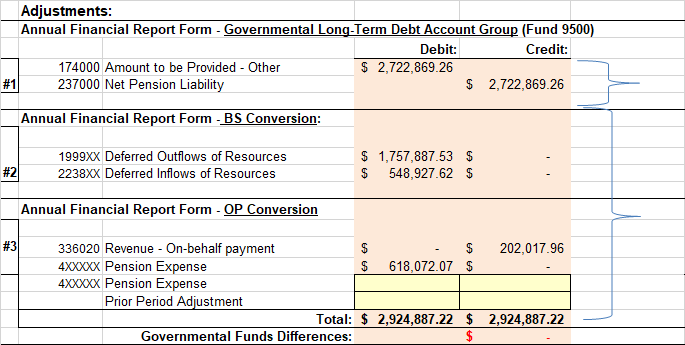 Adjustments:
Annual Financial Report Form - Governmental Long-Term Debt Account Group (Fund 9500)
Debit: Credit:
174000 Amount to be Provided - Other $ 2,722,869.26
#1 237000 Net Pension Liability $ 2,722,869.26
Annual Financial Report Form - BS Conversion:
1999XX Deferred Outflows of Resources $ 1,757,887.53 $ -
#2 2238XX Deferred Inflows of Resources $ 548,927.62 $ -
Annual Financial Report Form - OP Conversion
#3 336020 Revenue - On-behalf payment $ - $ 202,017.96
4XXXXX Pension Expense $ 618,072.07 $ -
4XXXXX Pension Expense
Prior Period Adjustment
Total: $ 2,924,887.22 $ 2,924,887.22
Governmental Funds Differences: $ -